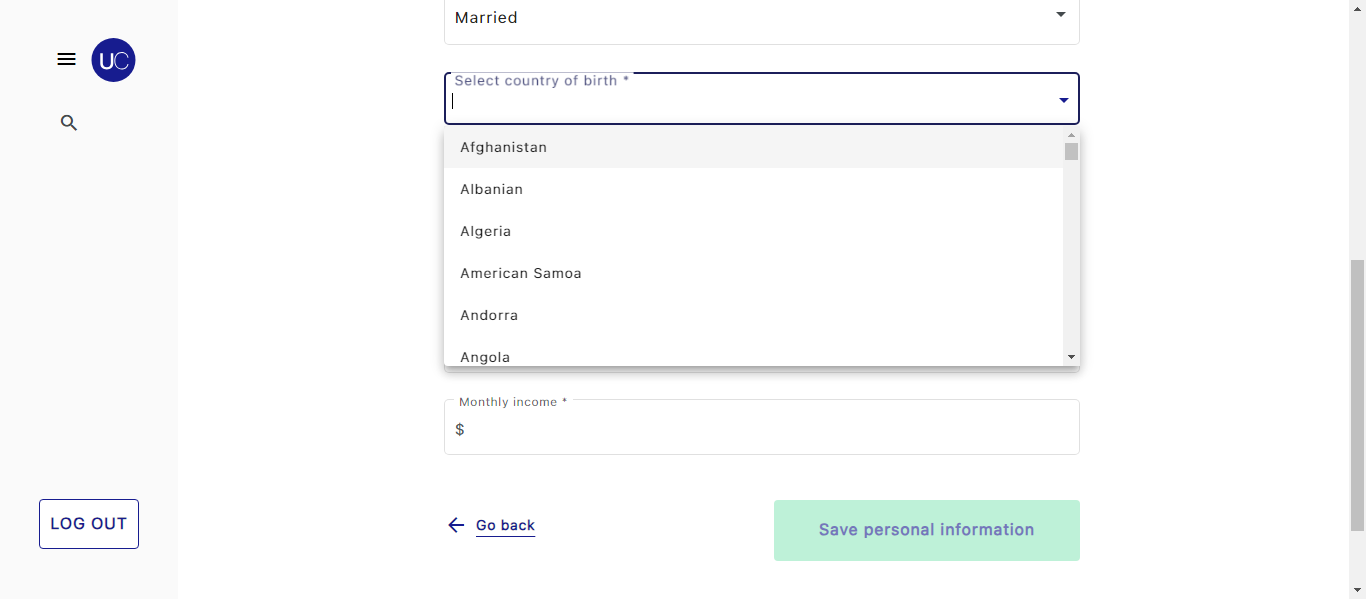 Married
UC
Select country of birth *
Afghanistan
Albanian
Algeria
American Samoa
Andorra
Angola
Monthly income *
$
LOG OUT
Go back
Save personal information